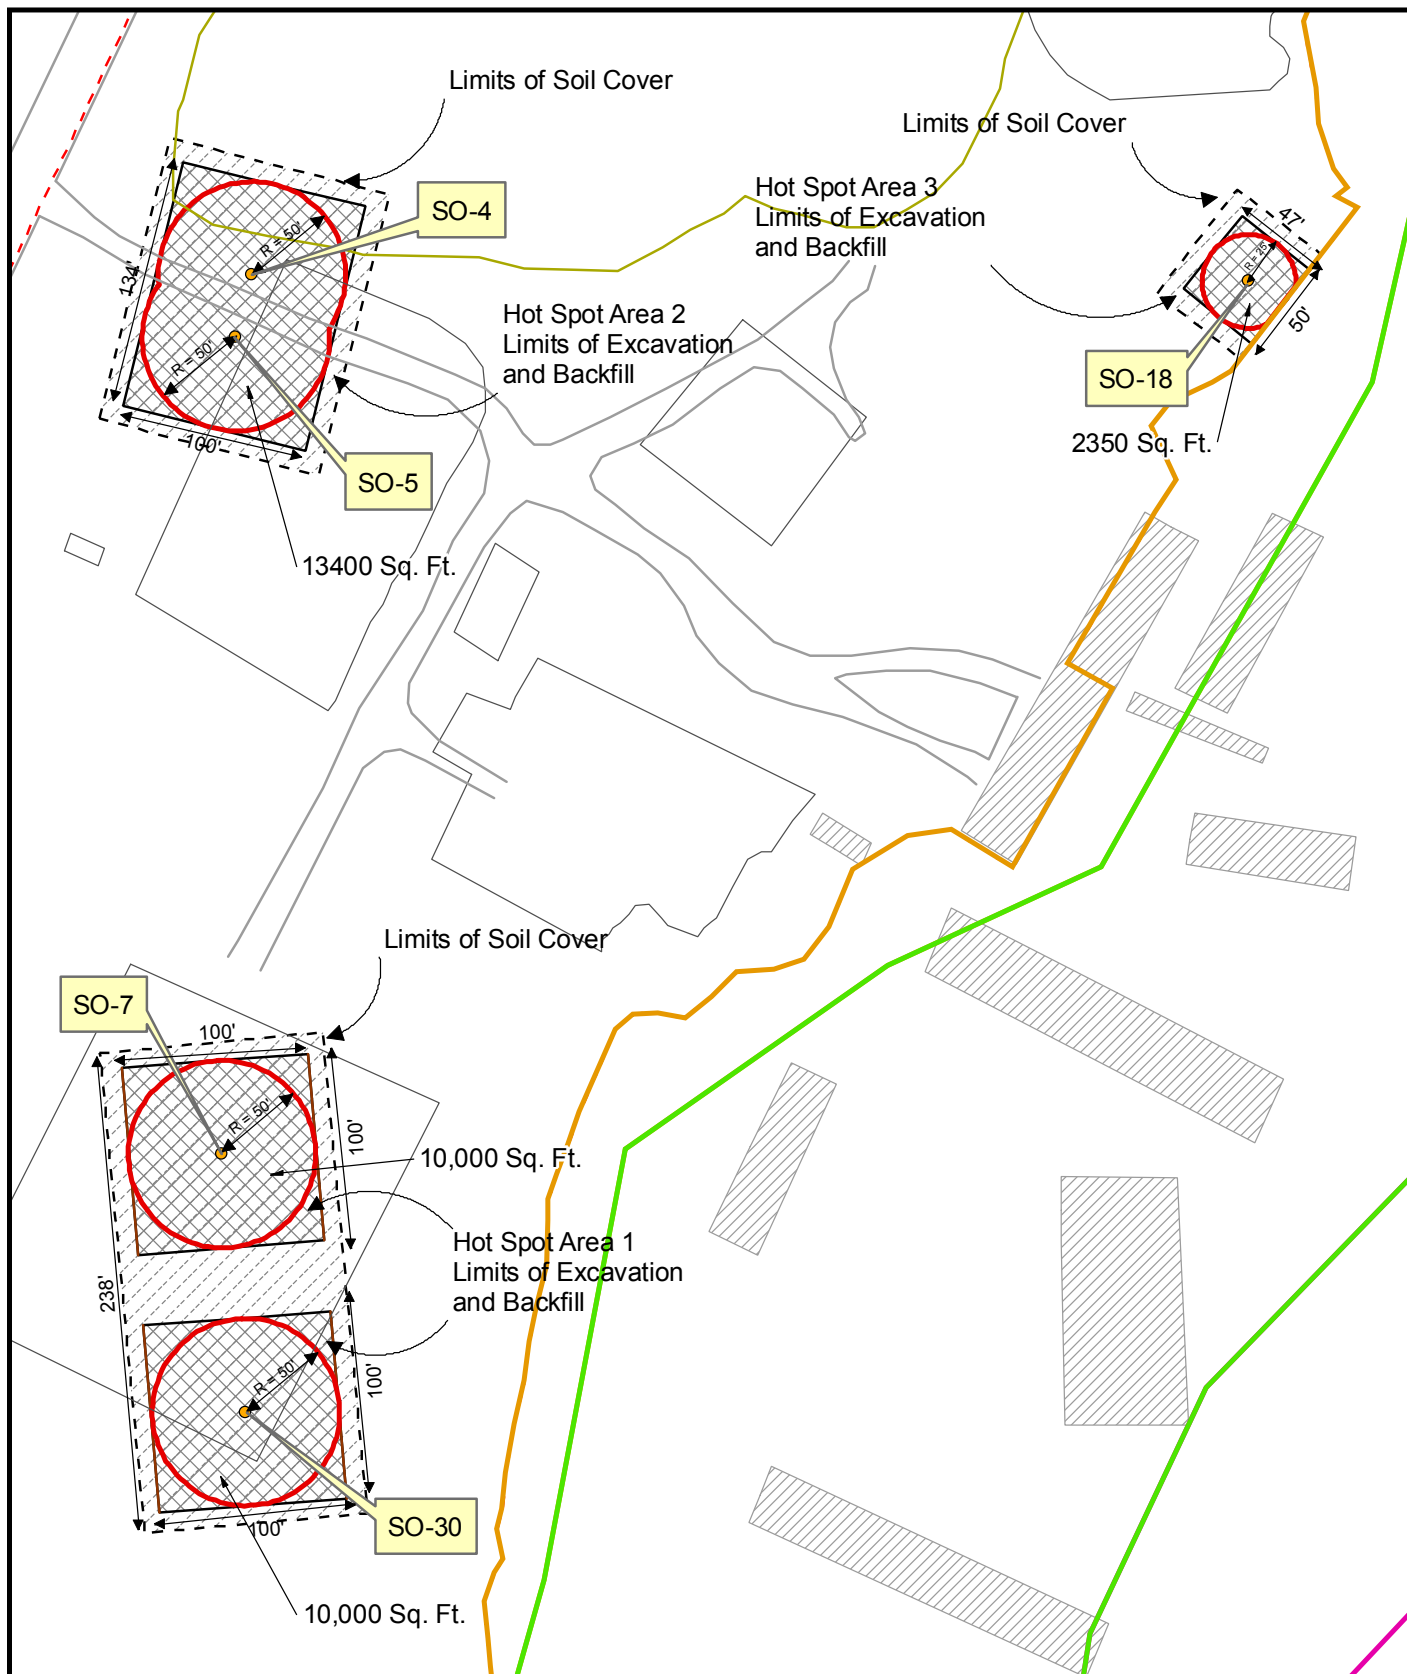 Limits of Soil Cover
Limits of Soil Cover
SO-4
R = 50'
134'
Hot Spot Area 3
Limits of Excavation
and Backfill
47'
R = 25'
50'
Hot Spot Area 2
Limits of Excavation
and Backfill
R = 50'
100'
SO-18
2350 Sq. Ft.
SO-5
13400 Sq. Ft.
Limits of Soil Cover
SO-7
100'
R = 50'
100'
10,000 Sq. Ft.
238'
Hot Spot Area 1
Limits of Excavation
and Backfill
R = 50'
100'
SO-30
100'
10,000 Sq. Ft.